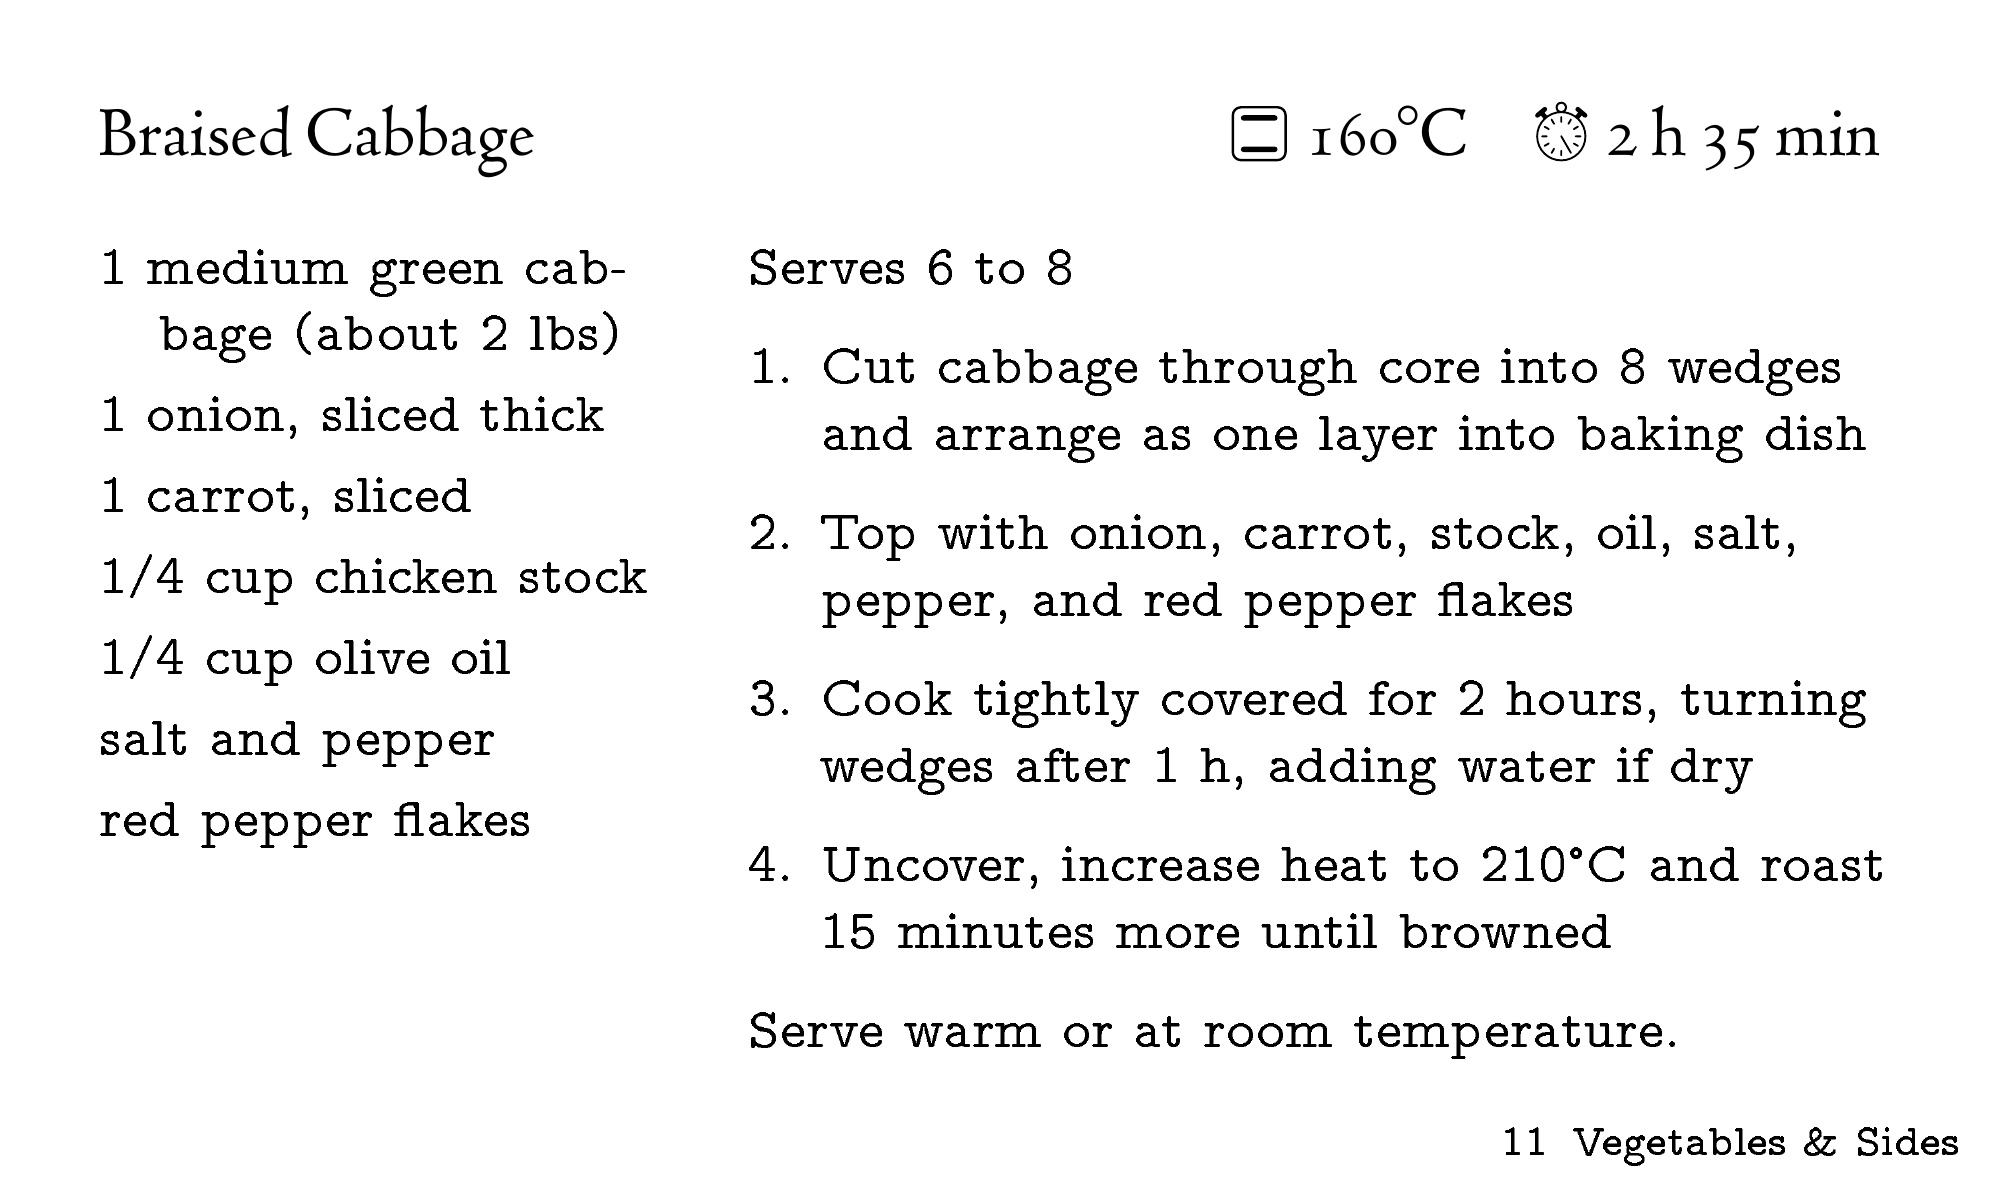 Braised Cabbage
160°C 2 h 35 min
1 medium green cab-
bage (about 2 lbs)
1 onion, sliced thick
1 carrot, sliced
1/4 cup chicken stock
1/4 cup olive oil
salt and pepper
red pepper flakes
Serves 6 to 8
1. Cut cabbage through core into 8 wedges
and arrange as one layer into baking dish
2. Top with onion, carrot, stock, oil, salt,
pepper, and red pepper flakes
3. Cook tightly covered for 2 hours, turning
wedges after 1 h, adding water if dry
4. Uncover, increase heat to 210°C and roast
15 minutes more until browned
Serve warm or at room temperature.
11 Vegetables & Sides